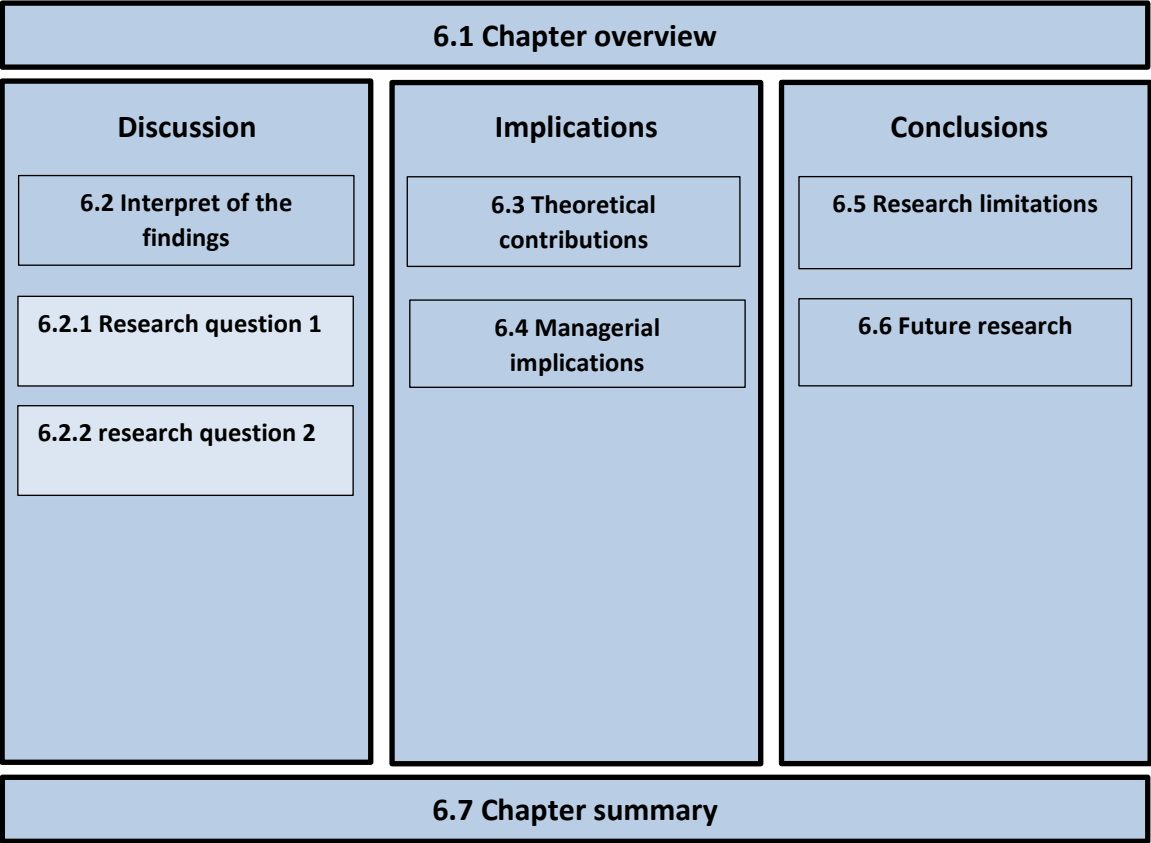 6.1 Chapter overview
Discussion
6.2 Interpret of the
findings
6.2.1 Research question 1
6.2.2 research question 2
Implications
6.3 Theoretical
contributions
6.4 Managerial
implications
Conclusions
6.5 Research limitations
6.6 Future research
6.7 Chapter summary